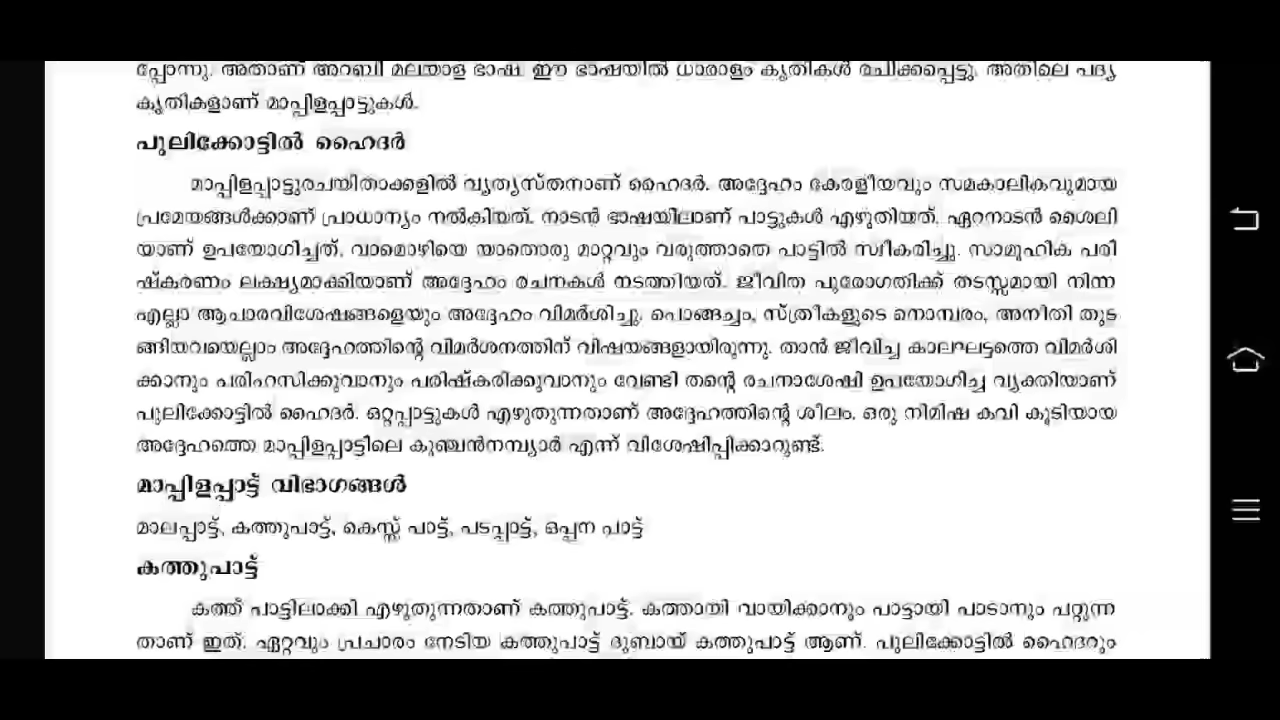 പ്പോന്നു. അതാണ് അറബി മലയാള ഭാഷ. ഈ ഭാഷയിൽ ധാരാളം കൃതികൾ രചിക്കപ്പെട്ടു. അതിലെ പദ്യ
കൃതികളാണ് മാപ്പിളപ്പാട്ടുകൾ.
പുലിക്കോട്ടിൽ ഹൈദർ
മാപ്പിളപ്പാട്ടുരചയിതാക്കളിൽ വ്യത്യസ്തനാണ് ഹൈദർ. അദ്ദേഹം കേരളീയവും സമകാലികവുമായ
പ്രമേയങ്ങൾക്കാണ് പ്രാധാന്യം നൽകിയത്. നാടൻ ഭാഷയിലാണ് പാട്ടുകൾ എഴുതിയത്. ഏറനാടൻ ശൈലി
യാണ് ഉപയോഗിച്ചത്. വാമൊഴിയെ യാതൊരു മാറ്റവും വരുത്താതെ പാട്ടിൽ സ്വീകരിച്ചു. സാമൂഹിക പരി
ഷ്കരണം ലക്ഷ്യമാക്കിയാണ് അദ്ദേഹം രചനകൾ നടത്തിയത്. ജീവിത പുരോഗതിക്ക് തടസ്സമായി നിന്ന
എല്ലാ ആചാരവിശേഷങ്ങളെയും അദ്ദേഹം വിമർശിച്ചു. പൊങ്ങച്ചം, സ്ത്രീകളുടെ നൊമ്പരം, അനീതി തുട
ങ്ങിയവയെല്ലാം അദ്ദേഹത്തിന്റെ വിമർശനത്തിന് വിഷയങ്ങളായിരുന്നു. താൻ ജീവിച്ച കാലഘട്ടത്തെ വിമർശി
ക്കാനും പരിഹസിക്കുവാനും പരിഷ്കരിക്കുവാനും വേണ്ടി തന്റെ രചനാശേഷി ഉപയോഗിച്ച വ്യക്തിയാണ്
പുലിക്കോട്ടിൽ ഹൈദർ. ഒറ്റപ്പാട്ടുകൾ എഴുതുന്നതാണ് അദ്ദേഹത്തിന്റെ ശീലം. ഒരു നിമിഷ കവി കൂടിയായ
അദ്ദേഹത്തെ മാപ്പിളപ്പാട്ടിലെ കുഞ്ചൻനമ്പ്യാർ എന്ന് വിശേഷിപ്പിക്കാറുണ്ട്.
മാപ്പിളപ്പാട്ട് വിഭാഗങ്ങൾ
മാലപ്പാട്ട്, കത്തുപാട്ട്, കെസ്സ് പാട്ട്, പടപ്പാട്ട്, ഒപ്പന പാട്ട്
കത്തുപാട്ട്
കത്ത് പാട്ടിലാക്കി എഴുതുന്നതാണ് കത്തുപാട്ട്. കത്തായി വായിക്കാനും പാട്ടായി പാടാനും പറ്റുന്ന
താണ് ഇത്. ഏറ്റവും പ്രചാരം നേടിയ കത്തുപാട്ട് ദുബായ് കത്തുപാട്ട് ആണ്. പുലിക്കോട്ടിൽ ഹൈദറും